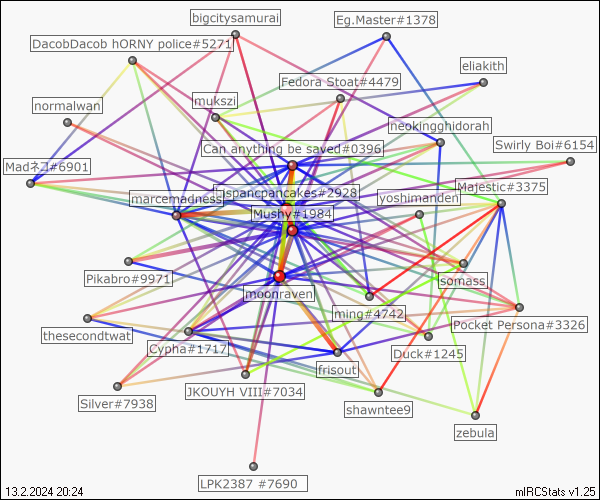 bigcitysamurai
Eg.Master#1378
DacobDacob hORNY police#5271
eliakith
Fedora Stoat#4479
normalwan
mukszi
neokingghidorah
Can anything be saved#0396
Swirly Boi#6154
Madネコ#6901
Majestic#3375
marcemadness
jspancpancakes#2928
yoshimanden
Mushy#1984
Pikabro#9971
somass
moonraven
ming#4742
Pocket Persona#3326
thesecondtwat
Cypha#1717
Duck#1245
frisout
JKOUYH VIII#7034
Silver#7938
shawntee9
zebula
LPK2387 #7690
13.2.2024 20:24
mIRCStats v1.25